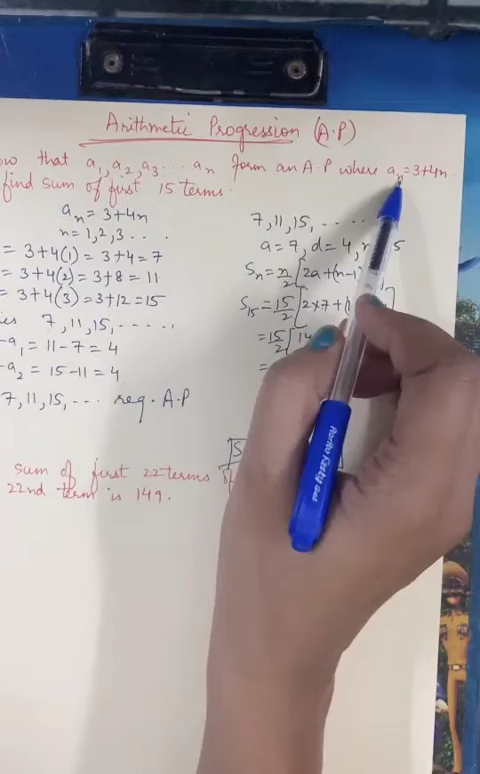 Arithmetic Progression (A.P)
that a₁, a₂, a₃ ... aₙ form an A.P where aₙ=3+4n.
find sum of first 15 terms.
aₙ = 3+4n
n = 1, 2, 3 ....
= 3+4(1) = 3+4 = 7
= 3+4(2) = 3+8 = 11
= 3+4(3) = 3+12 = 15
7, 11, 15, .....
-a₁ = 11-7 = 4
-a₂ = 15-11 = 4
7, 11, 15, ... req. A.P
7, 11, 15, .....
a=7, d=4,
Sₙ = n/2 [2a+(n-1)
S₁₅ = 15/2 [2×7+(
= 15/2 [14
=
S
sum of first 22 terms
22nd term is 149.